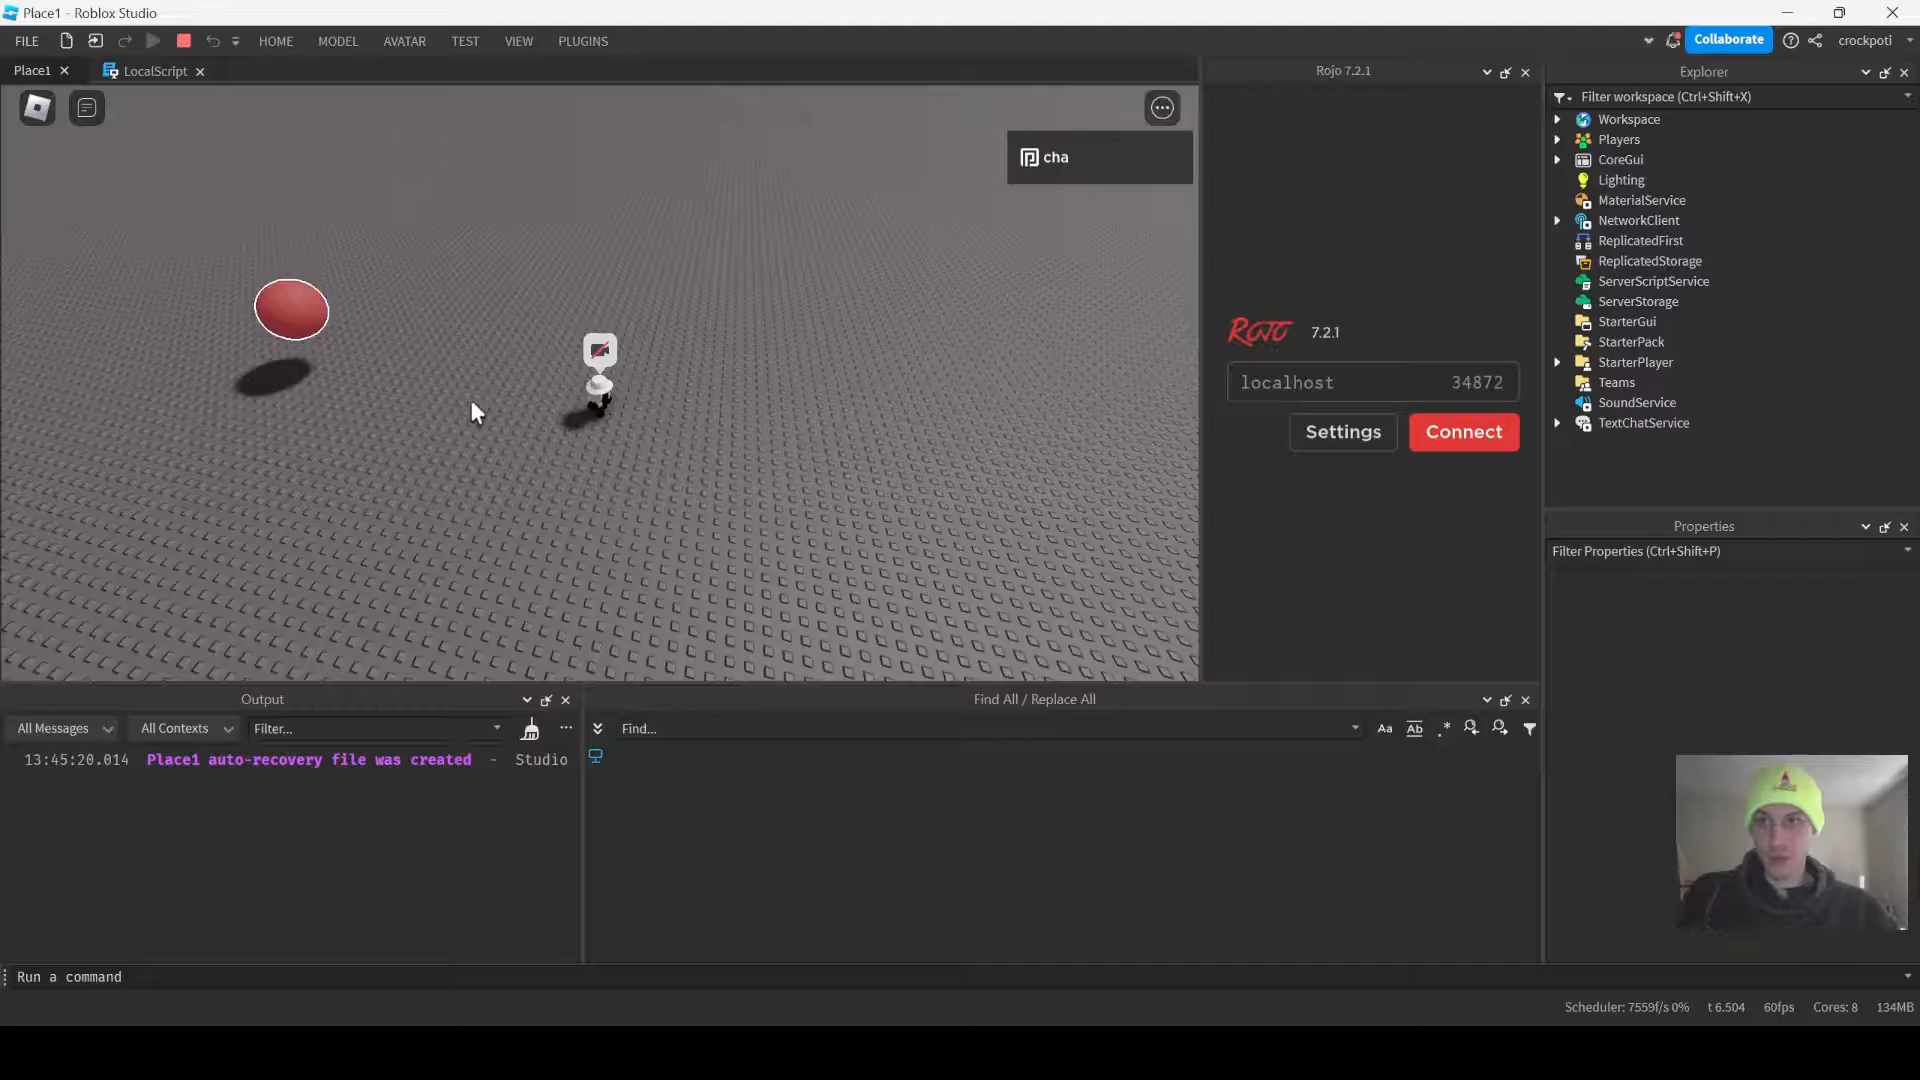 Place1 - Roblox Studio
FILE HOME MODEL AVATAR TEST VIEW PLUGINS Collaborate crockpoti
Place1 LocalScript
cha
Rojo 7.2.1
ROJO 7.2.1
localhost 34872
Settings Connect
Explorer
Filter workspace (Ctrl+Shift+X)
Workspace
Players
CoreGui
Lighting
MaterialService
NetworkClient
ReplicatedFirst
ReplicatedStorage
ServerScriptService
ServerStorage
StarterGui
StarterPack
StarterPlayer
Teams
SoundService
TextChatService
Properties
Filter Properties (Ctrl+Shift+P)
Output
All Messages All Contexts Filter...
13:45:20.014 Place1 auto-recovery file was created - Studio
Find All / Replace All
Find... Aa Ab .*
Run a command
Scheduler: 7559f/s 0% t 6.504 60fps Cores: 8 134MB